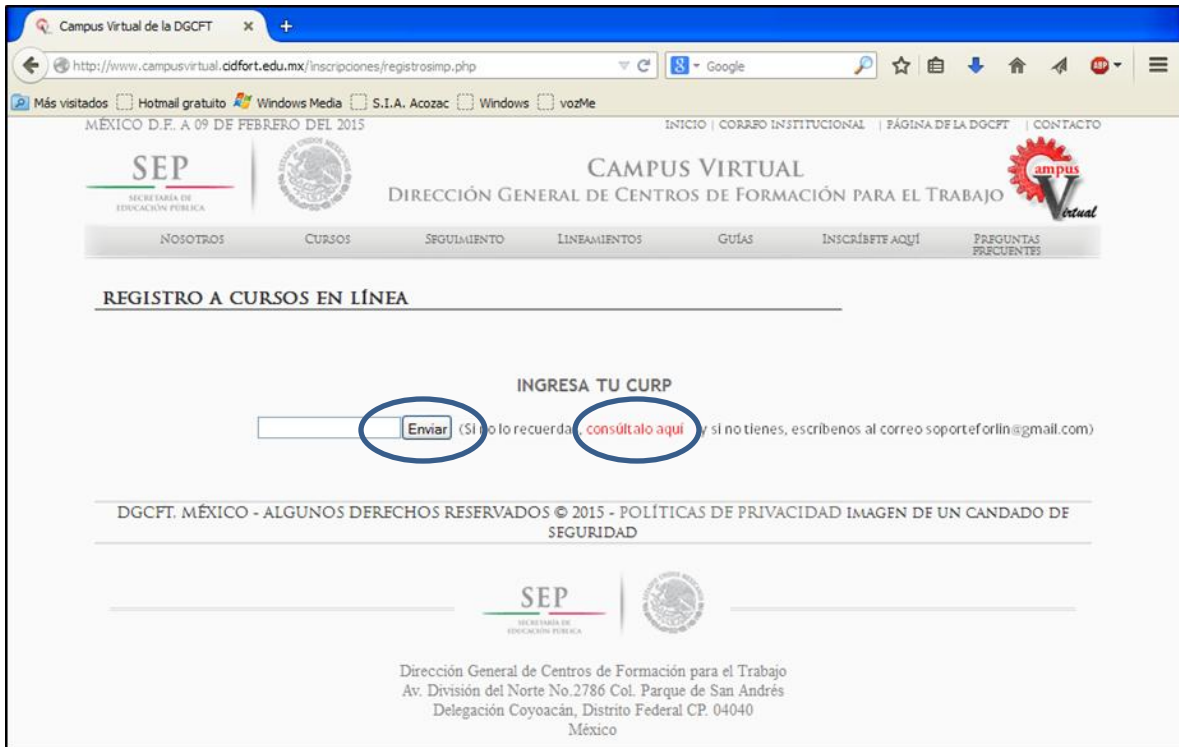 Campus Virtual de la DGCFT
http://www.campusvirtual.cidfort.edu.mx/inscripciones/registrosimp.php
Google
ABP
Más visitados Hotmail gratuito Windows Media S.I.A. Acozac Windows vozMe
MÉXICO D.F.. A 09 DE FEBRERO DEL 2015
INICIO | CORREO INSTITUCIONAL | PÁGINA DE LA DGCFT | CONTACTO
SEP
SECRETARÍA DE
EDUCACIÓN PÚBLICA
CAMPUS VIRTUAL
DIRECCIÓN GENERAL DE CENTROS DE FORMACIÓN PARA EL TRABAJO
Campus
Virtual
NOSOTROS CURSOS SEGUIMIENTO LINEAMIENTOS GUÍAS INSCRÍBETE AQUÍ PREGUNTAS FRECUENTES
REGISTRO A CURSOS EN LÍNEA
INGRESA TU CURP
Enviar (Si no lo recuerdas, consúltalo aquí y si no tienes, escríbenos al correo soporteforlin@gmail.com)
DGCFT. MÉXICO - ALGUNOS DERECHOS RESERVADOS © 2015 - POLÍTICAS DE PRIVACIDAD IMAGEN DE UN CANDADO DE
SEGURIDAD
SEP
SECRETARÍA DE
EDUCACIÓN PÚBLICA
Dirección General de Centros de Formación para el Trabajo
Av. División del Norte No.2786 Col. Parque de San Andrés
Delegación Coyoacán, Distrito Federal CP. 04040
México